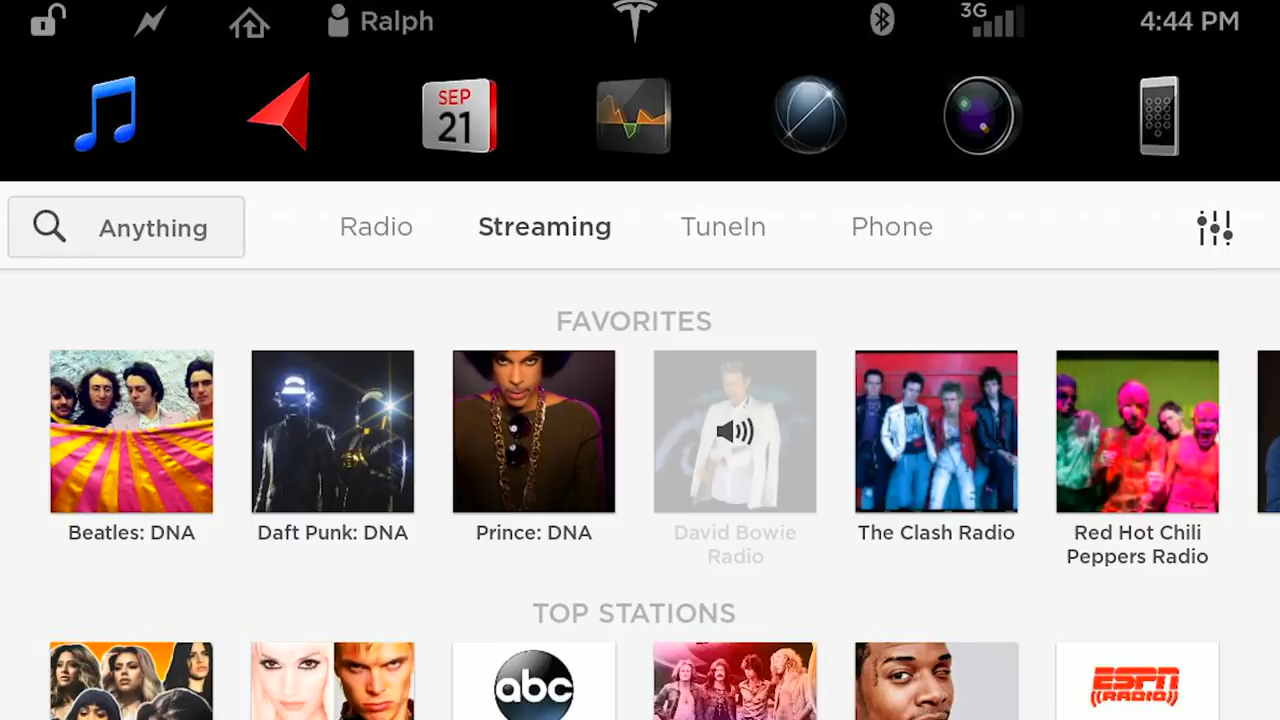 Ralph
3G
4:44 PM
SEP
21
Anything
Radio
Streaming
TuneIn
Phone
FAVORITES
Beatles: DNA
Daft Punk: DNA
Prince: DNA
David Bowie
Radio
The Clash Radio
Red Hot Chili
Peppers Radio
TOP STATIONS
abc
ESPN
RADIO